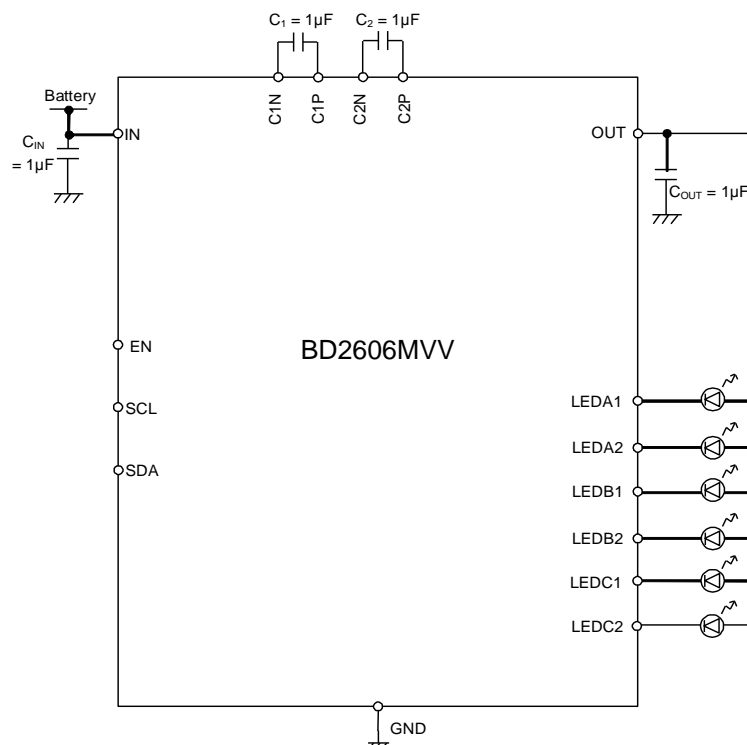 C1 = 1µF
C2 = 1µF
C1N
C1P
C2N
C2P
Battery
IN
CIN
= 1µF
OUT
COUT = 1µF
EN
BD2606MVV
SCL
SDA
LEDA1
LEDA2
LEDB1
LEDB2
LEDC1
LEDC2
GND